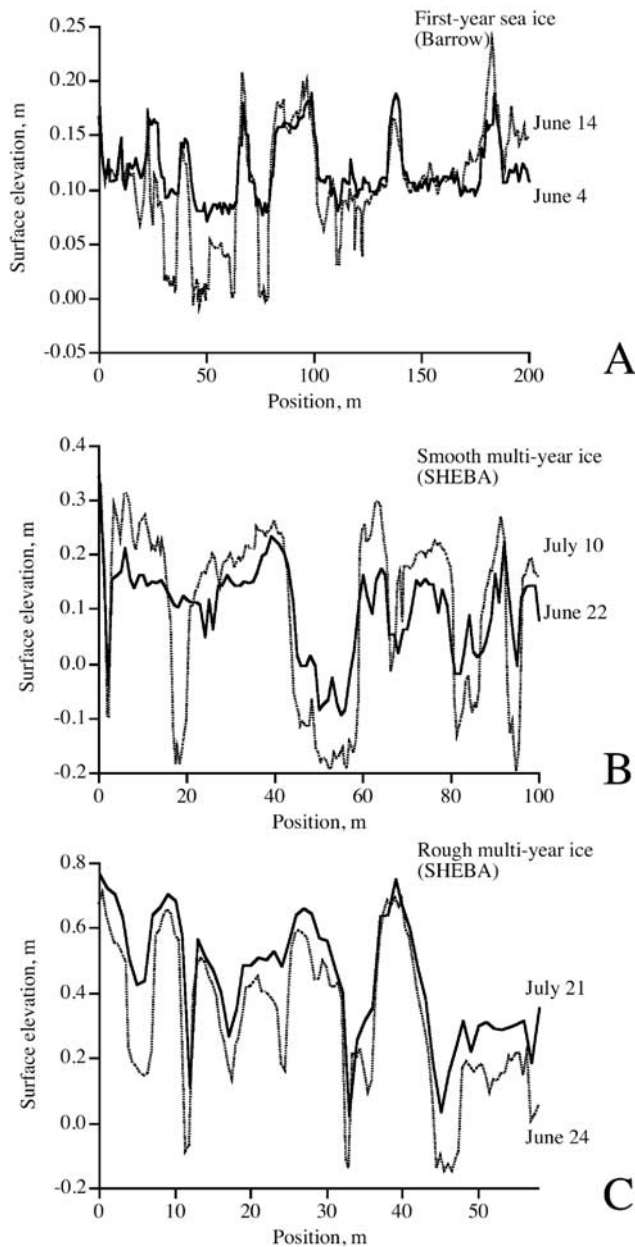 First-year sea ice
(Barrow)
0.25
0.20
0.15
0.10
0.05
0.00
-0.05
Surface elevation, m
June 14
June 4
0
50
100
150
200
Position, m
A
Smooth multi-year ice
(SHEBA)
0.4
0.3
0.2
0.1
0.0
-0.1
-0.2
Surface elevation, m
July 10
June 22
0
20
40
60
80
100
Position, m
B
Rough multi-year ice
(SHEBA)
0.8
0.6
0.4
0.2
0.0
-0.2
Surface elevation, m
July 21
June 24
0
10
20
30
40
50
Position, m
C